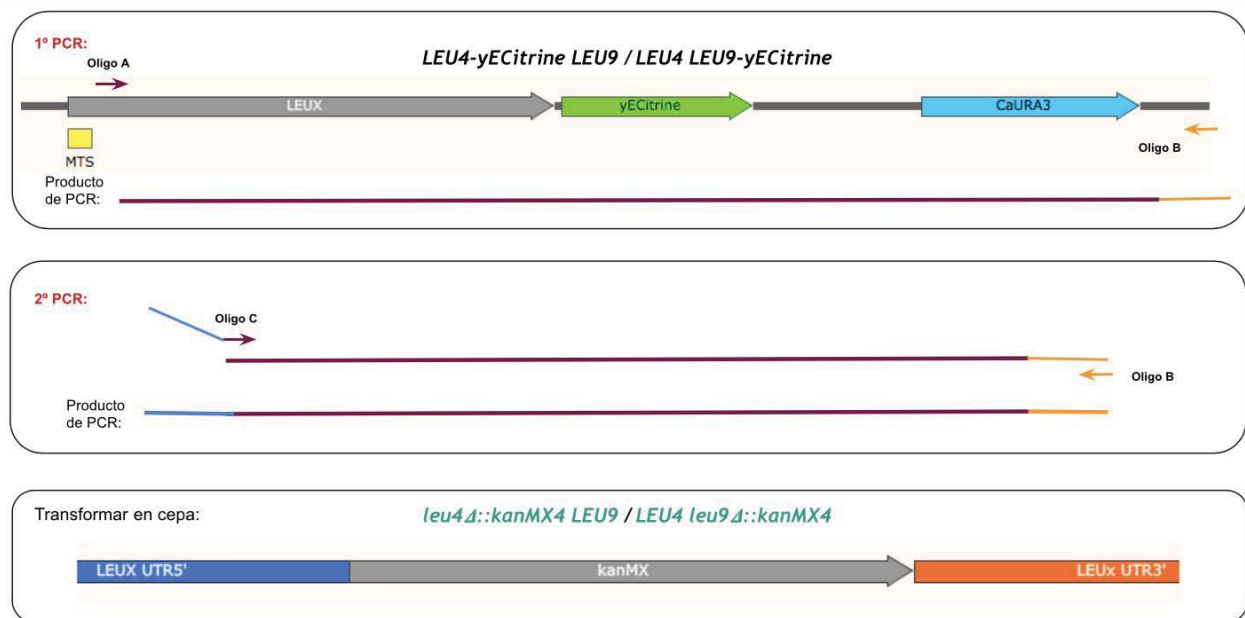 1º PCR:
Oligo A
LEU4-yECitrine LEU9 / LEU4 LEU9-yECitrine
LEUX
yECitrine
CaURA3
MTS
Oligo B
Producto
de PCR:
2º PCR:
Oligo C
Oligo B
Producto
de PCR:
Transformar en cepa:
leu4Δ::kanMX4 LEU9 / LEU4 leu9Δ::kanMX4
LEUX UTR5'
kanMX
LEUx UTR3'